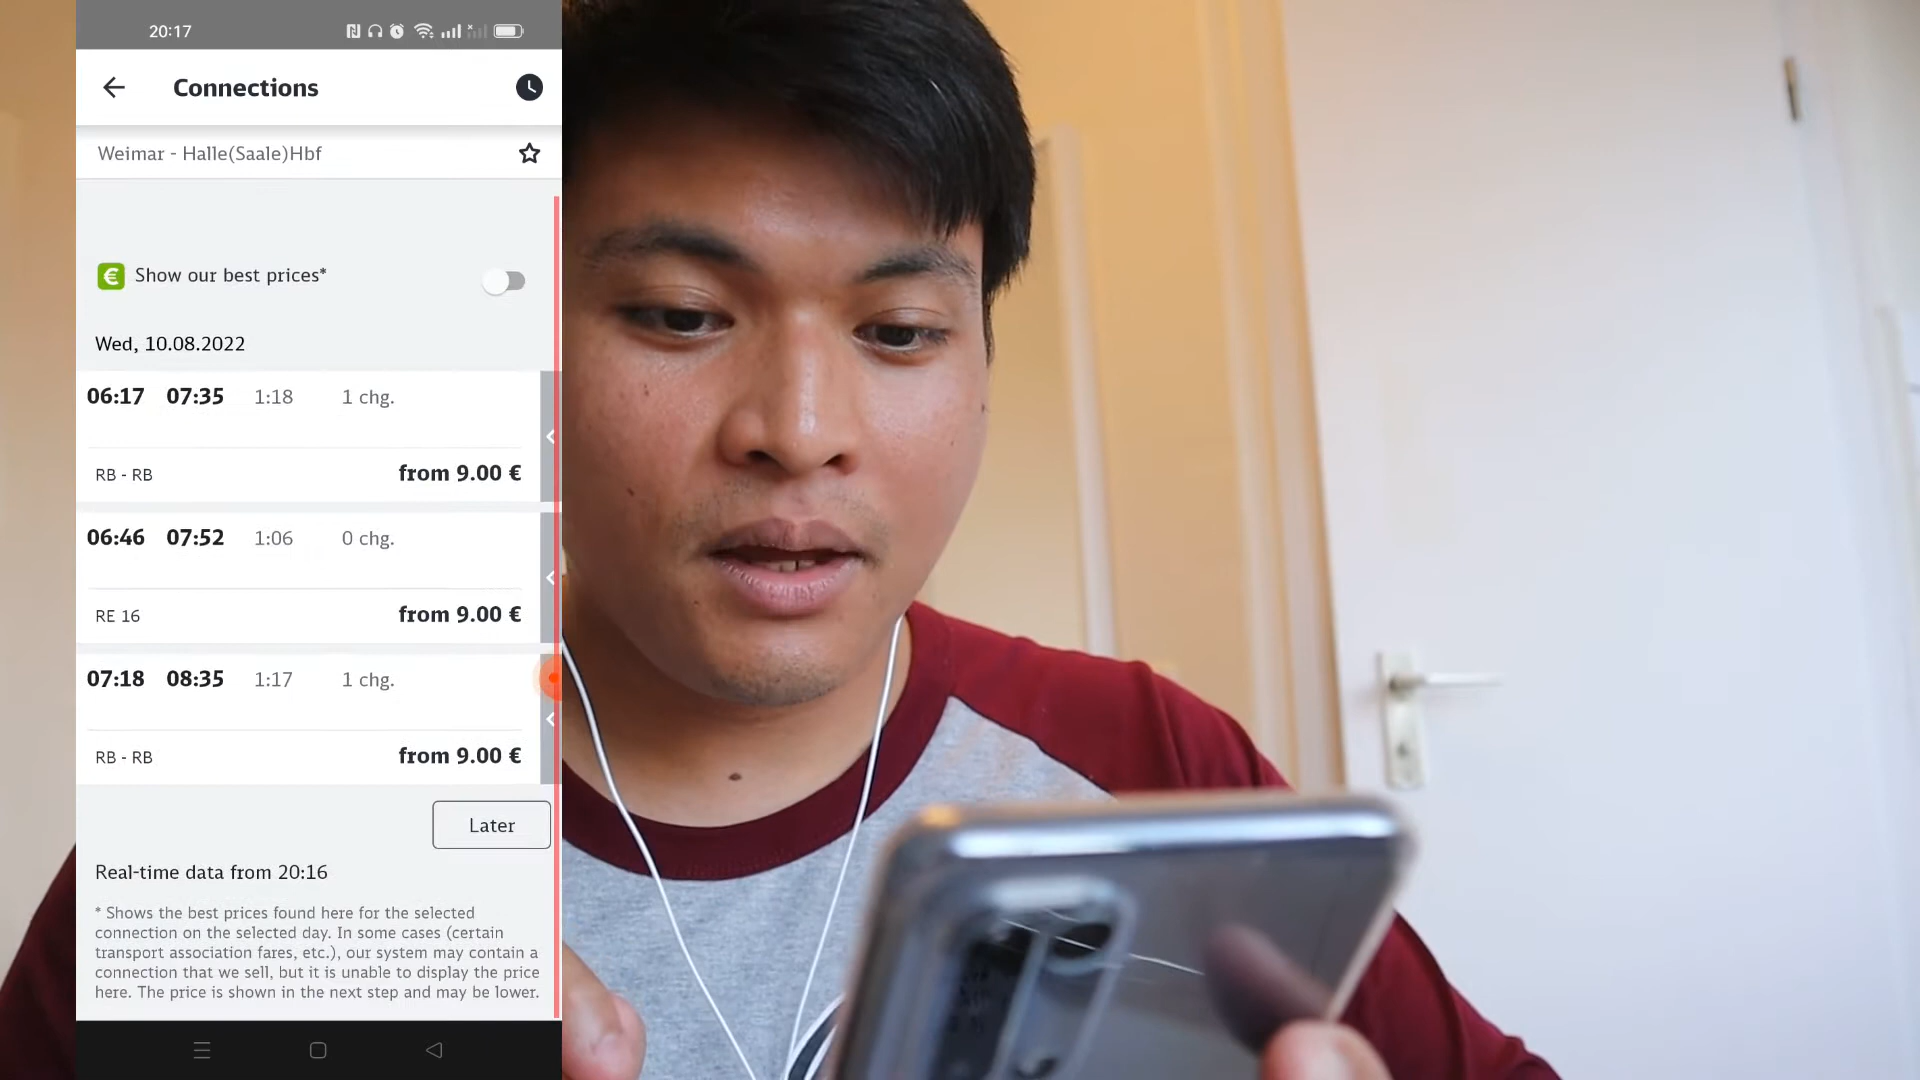 20:17
Connections
Weimar - Halle(Saale)Hbf
€ Show our best prices*
Wed, 10.08.2022
06:17 07:35 1:18 1 chg.
RB - RB from 9.00 €
06:46 07:52 1:06 0 chg.
RE 16 from 9.00 €
07:18 08:35 1:17 1 chg.
RB - RB from 9.00 €
Later
Real-time data from 20:16
* Shows the best prices found here for the selected
connection on the selected day. In some cases (certain
transport association fares, etc.), our system may contain a
connection that we sell, but it is unable to display the price
here. The price is shown in the next step and may be lower.